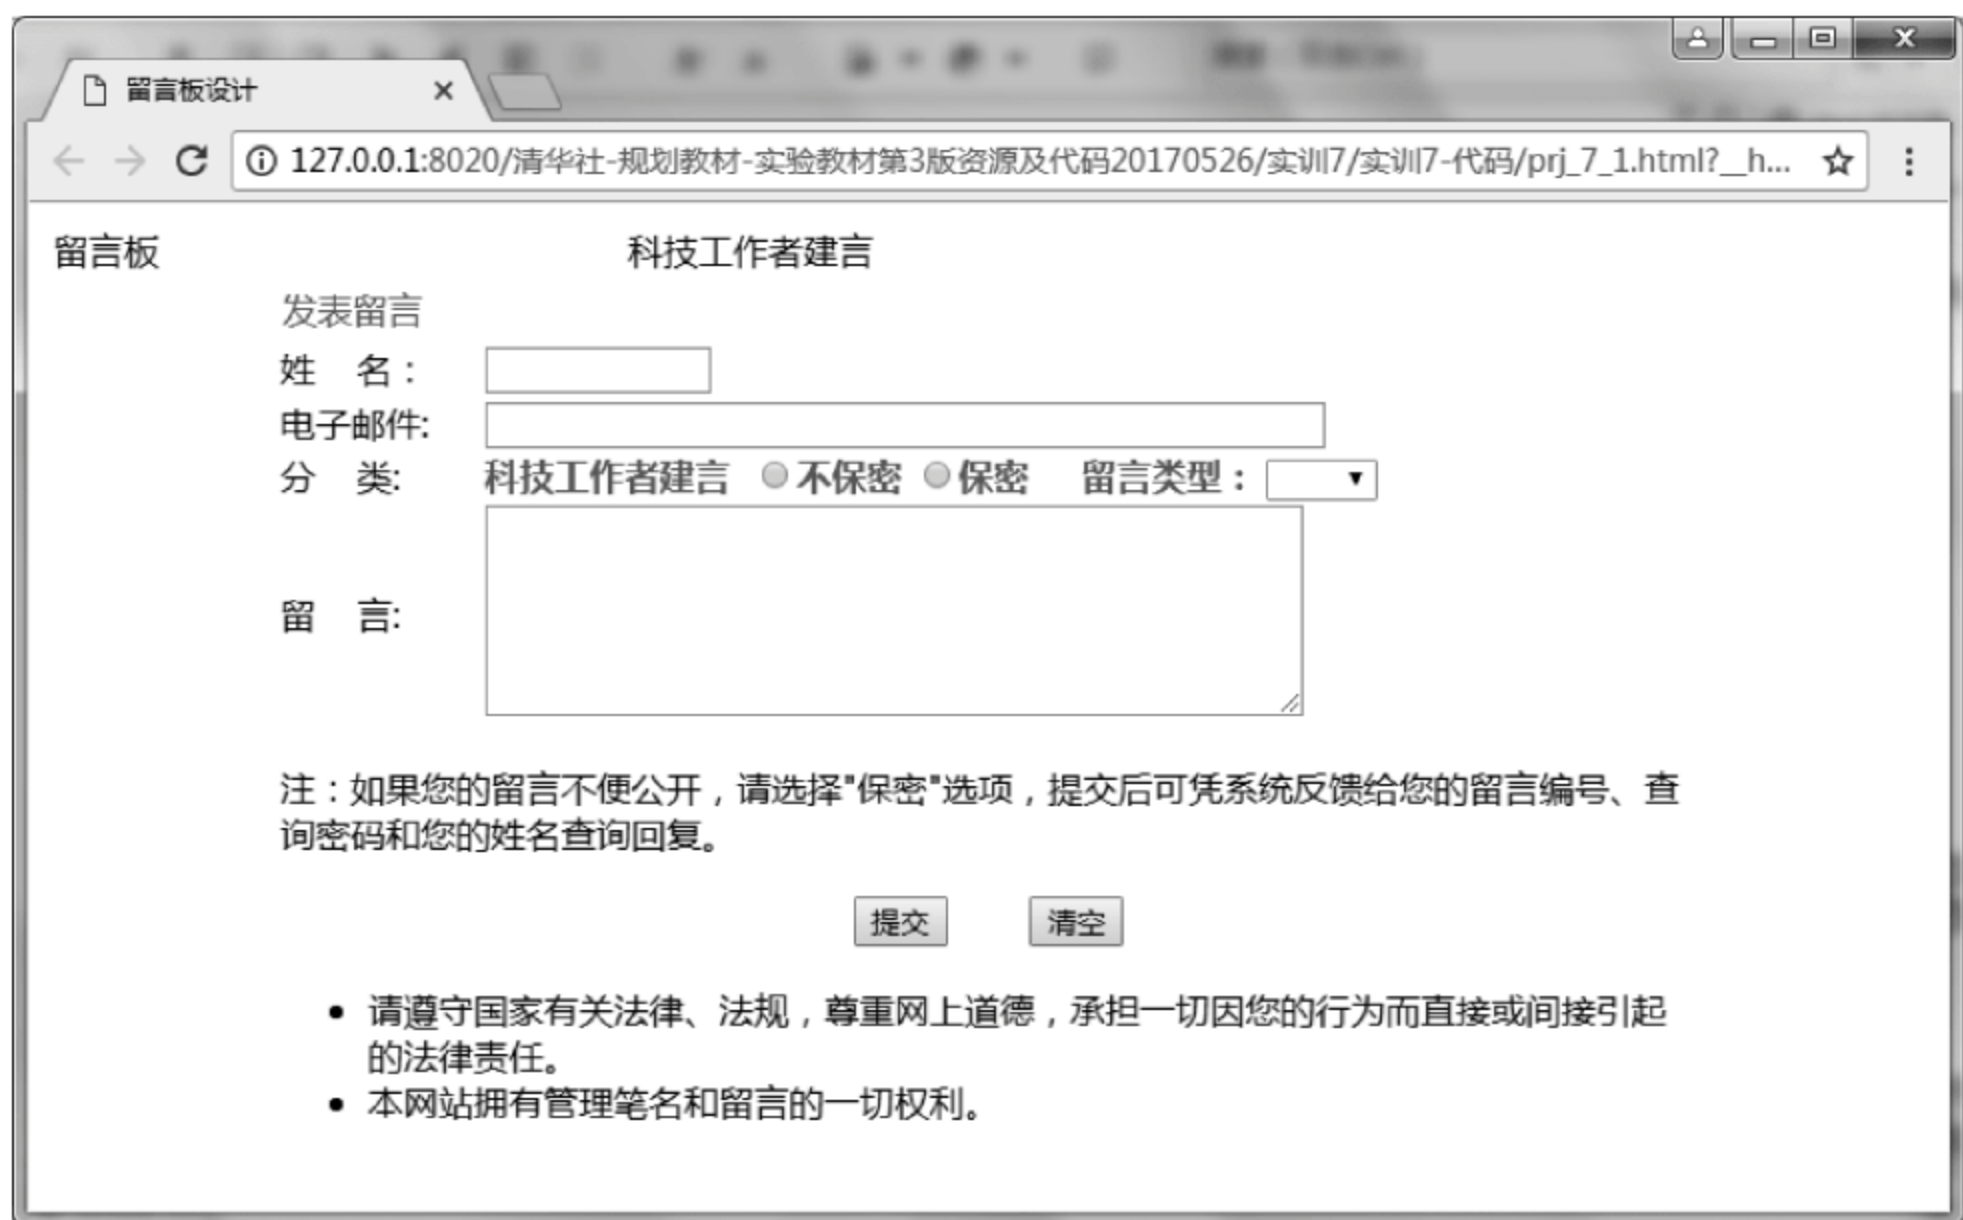 留言板设计
127.0.0.1:8020/清华社-规划教材-实验教材第3版资源及代码20170526/实训7/实训7-代码/prj_7_1.html?__h...
留言板 科技工作者建言
发表留言
姓 名：
电子邮件:
分 类: 科技工作者建言 不保密 保密 留言类型：
留 言:
注：如果您的留言不便公开，请选择"保密"选项，提交后可凭系统反馈给您的留言编号、查
询密码和您的姓名查询回复。
提交 清空
• 请遵守国家有关法律、法规，尊重网上道德，承担一切因您的行为而直接或间接引起
的法律责任。
• 本网站拥有管理笔名和留言的一切权利。